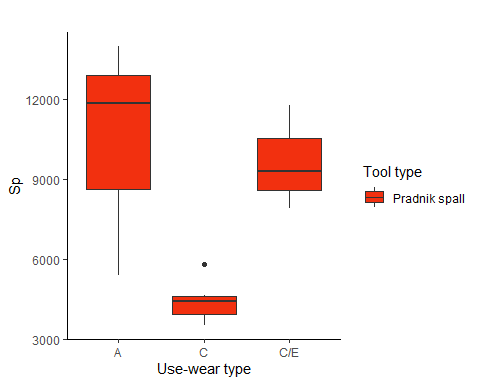 12000
9000
6000
3000
Sp
A
C
C/E
Use-wear type
Tool type
Pradnik spall